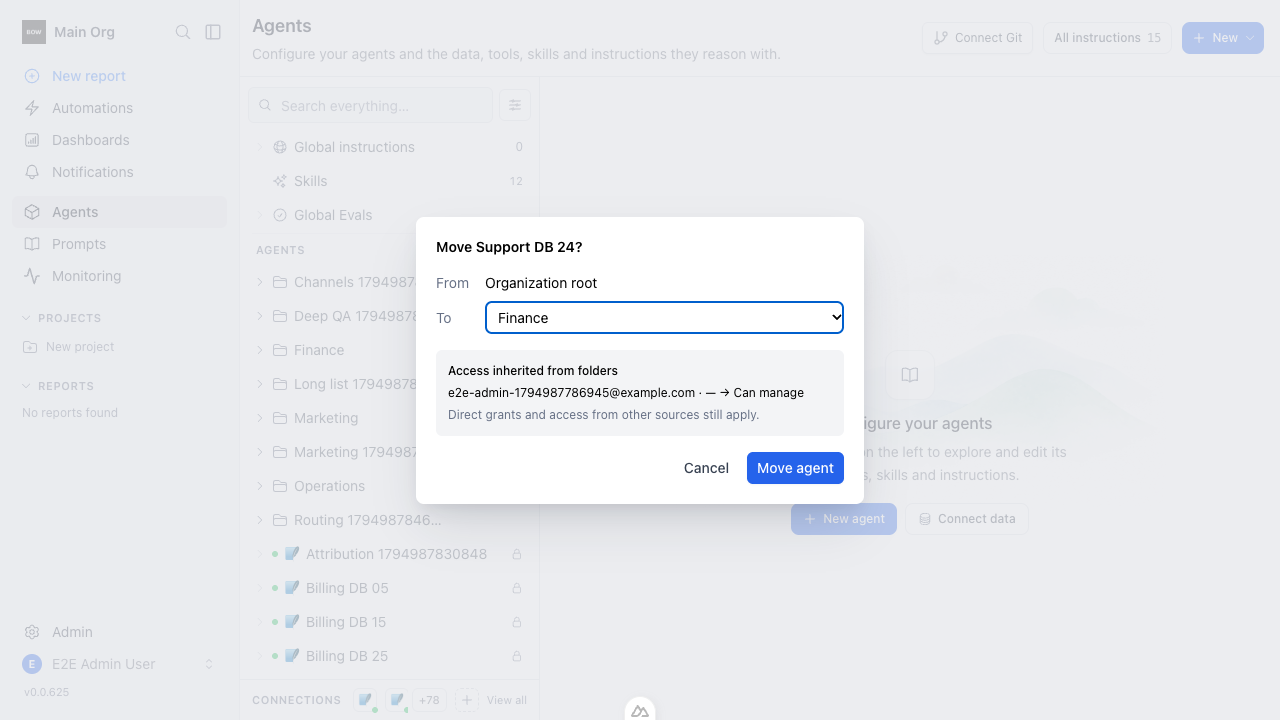 BOW
Main Org
New report
Automations
Dashboards
Notifications
Agents
Prompts
Monitoring
PROJECTS
New project
REPORTS
No reports found
Admin
E
E2E Admin User
v0.0.625
Agents
Configure your agents and the data, tools, skills and instructions they reason with.
Connect Git
All instructions 15
New
Search everything...
Global instructions 0
Skills 12
Global Evals
AGENTS
Channels 1794987
Deep QA 1794987
Finance
Long list 1794987
Marketing
Marketing 1794987
Operations
Routing 1794987846...
Attribution 1794987830848
Billing DB 05
Billing DB 15
Billing DB 25
CONNECTIONS +78 View all
Move Support DB 24?
From Organization root
To Finance
Access inherited from folders
e2e-admin-1794987786945@example.com · — → Can manage
Direct grants and access from other sources still apply.
Cancel
Move agent
your agents
on the left to explore and edit its
skills and instructions.
New agent
Connect data